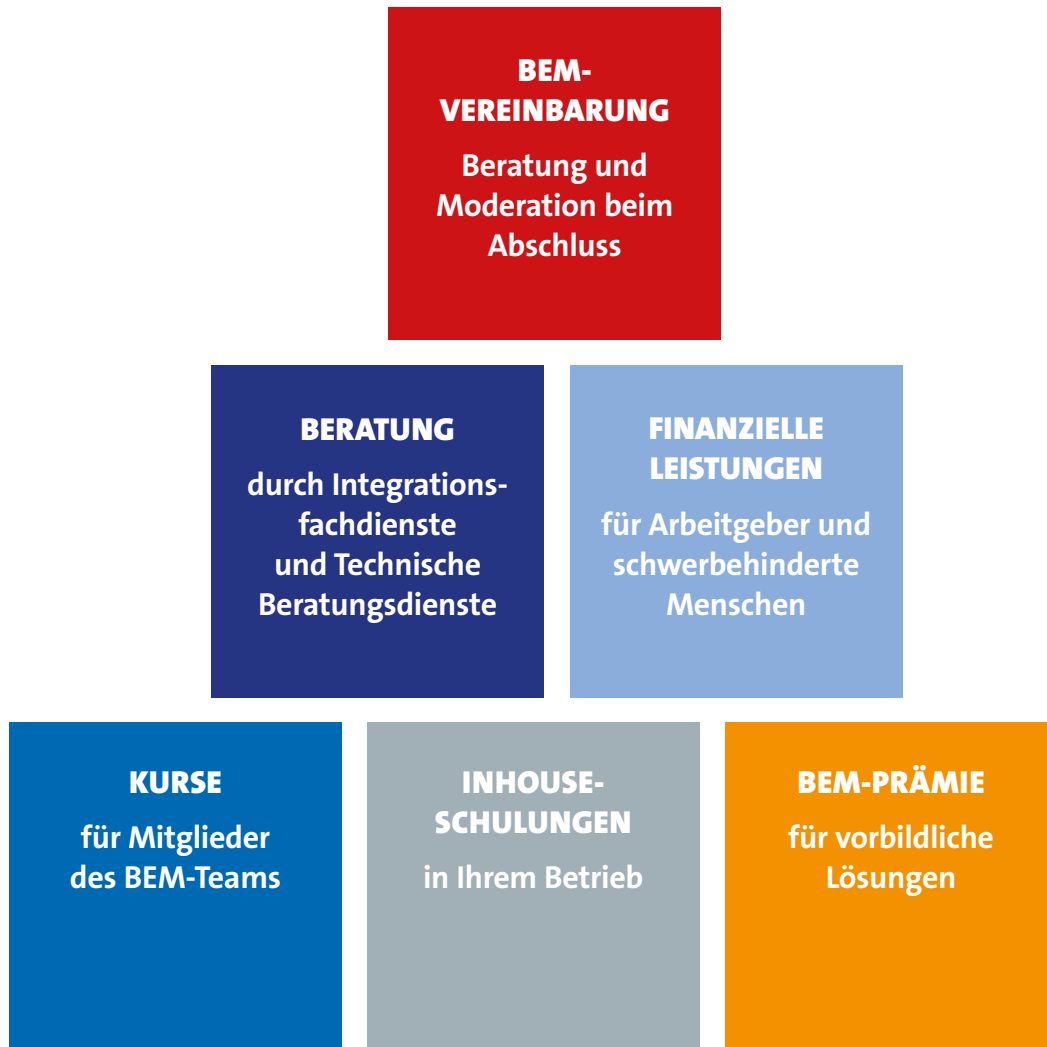 BEM-
VEREINBARUNG
Beratung und
Moderation beim
Abschluss
BERATUNG
durch Integrations-
fachdienste
und Technische
Beratungsdienste
FINANZIELLE
LEISTUNGEN
für Arbeitgeber und
schwerbehinderte
Menschen
KURSE
für Mitglieder
des BEM-Teams
INHOUSE-
SCHULUNGEN
in Ihrem Betrieb
BEM-PRÄMIE
für vorbildliche
Lösungen